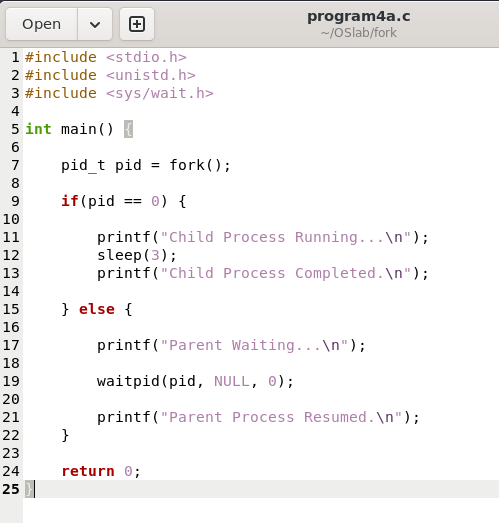 Open
program4a.c
~/OSlab/fork
1 #include <stdio.h>
2 #include <unistd.h>
3 #include <sys/wait.h>
4
5 int main() {
6
7     pid_t pid = fork();
8
9     if(pid == 0) {
10
11         printf("Child Process Running...\n");
12         sleep(3);
13         printf("Child Process Completed.\n");
14
15     } else {
16
17         printf("Parent Waiting...\n");
18
19         waitpid(pid, NULL, 0);
20
21         printf("Parent Process Resumed.\n");
22     }
23
24     return 0;
25 }